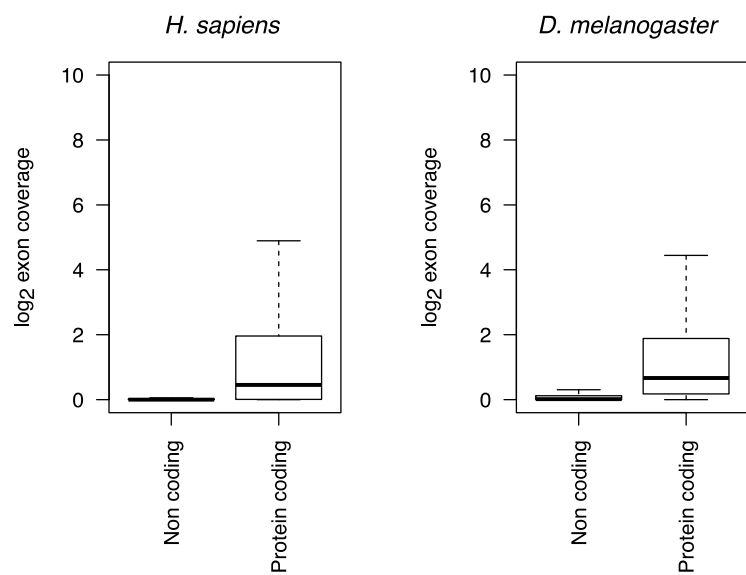 H. sapiens
log2 exon coverage
10
8
6
4
2
0
Non coding
Protein coding
D. melanogaster
log2 exon coverage
10
8
6
4
2
0
Non coding
Protein coding